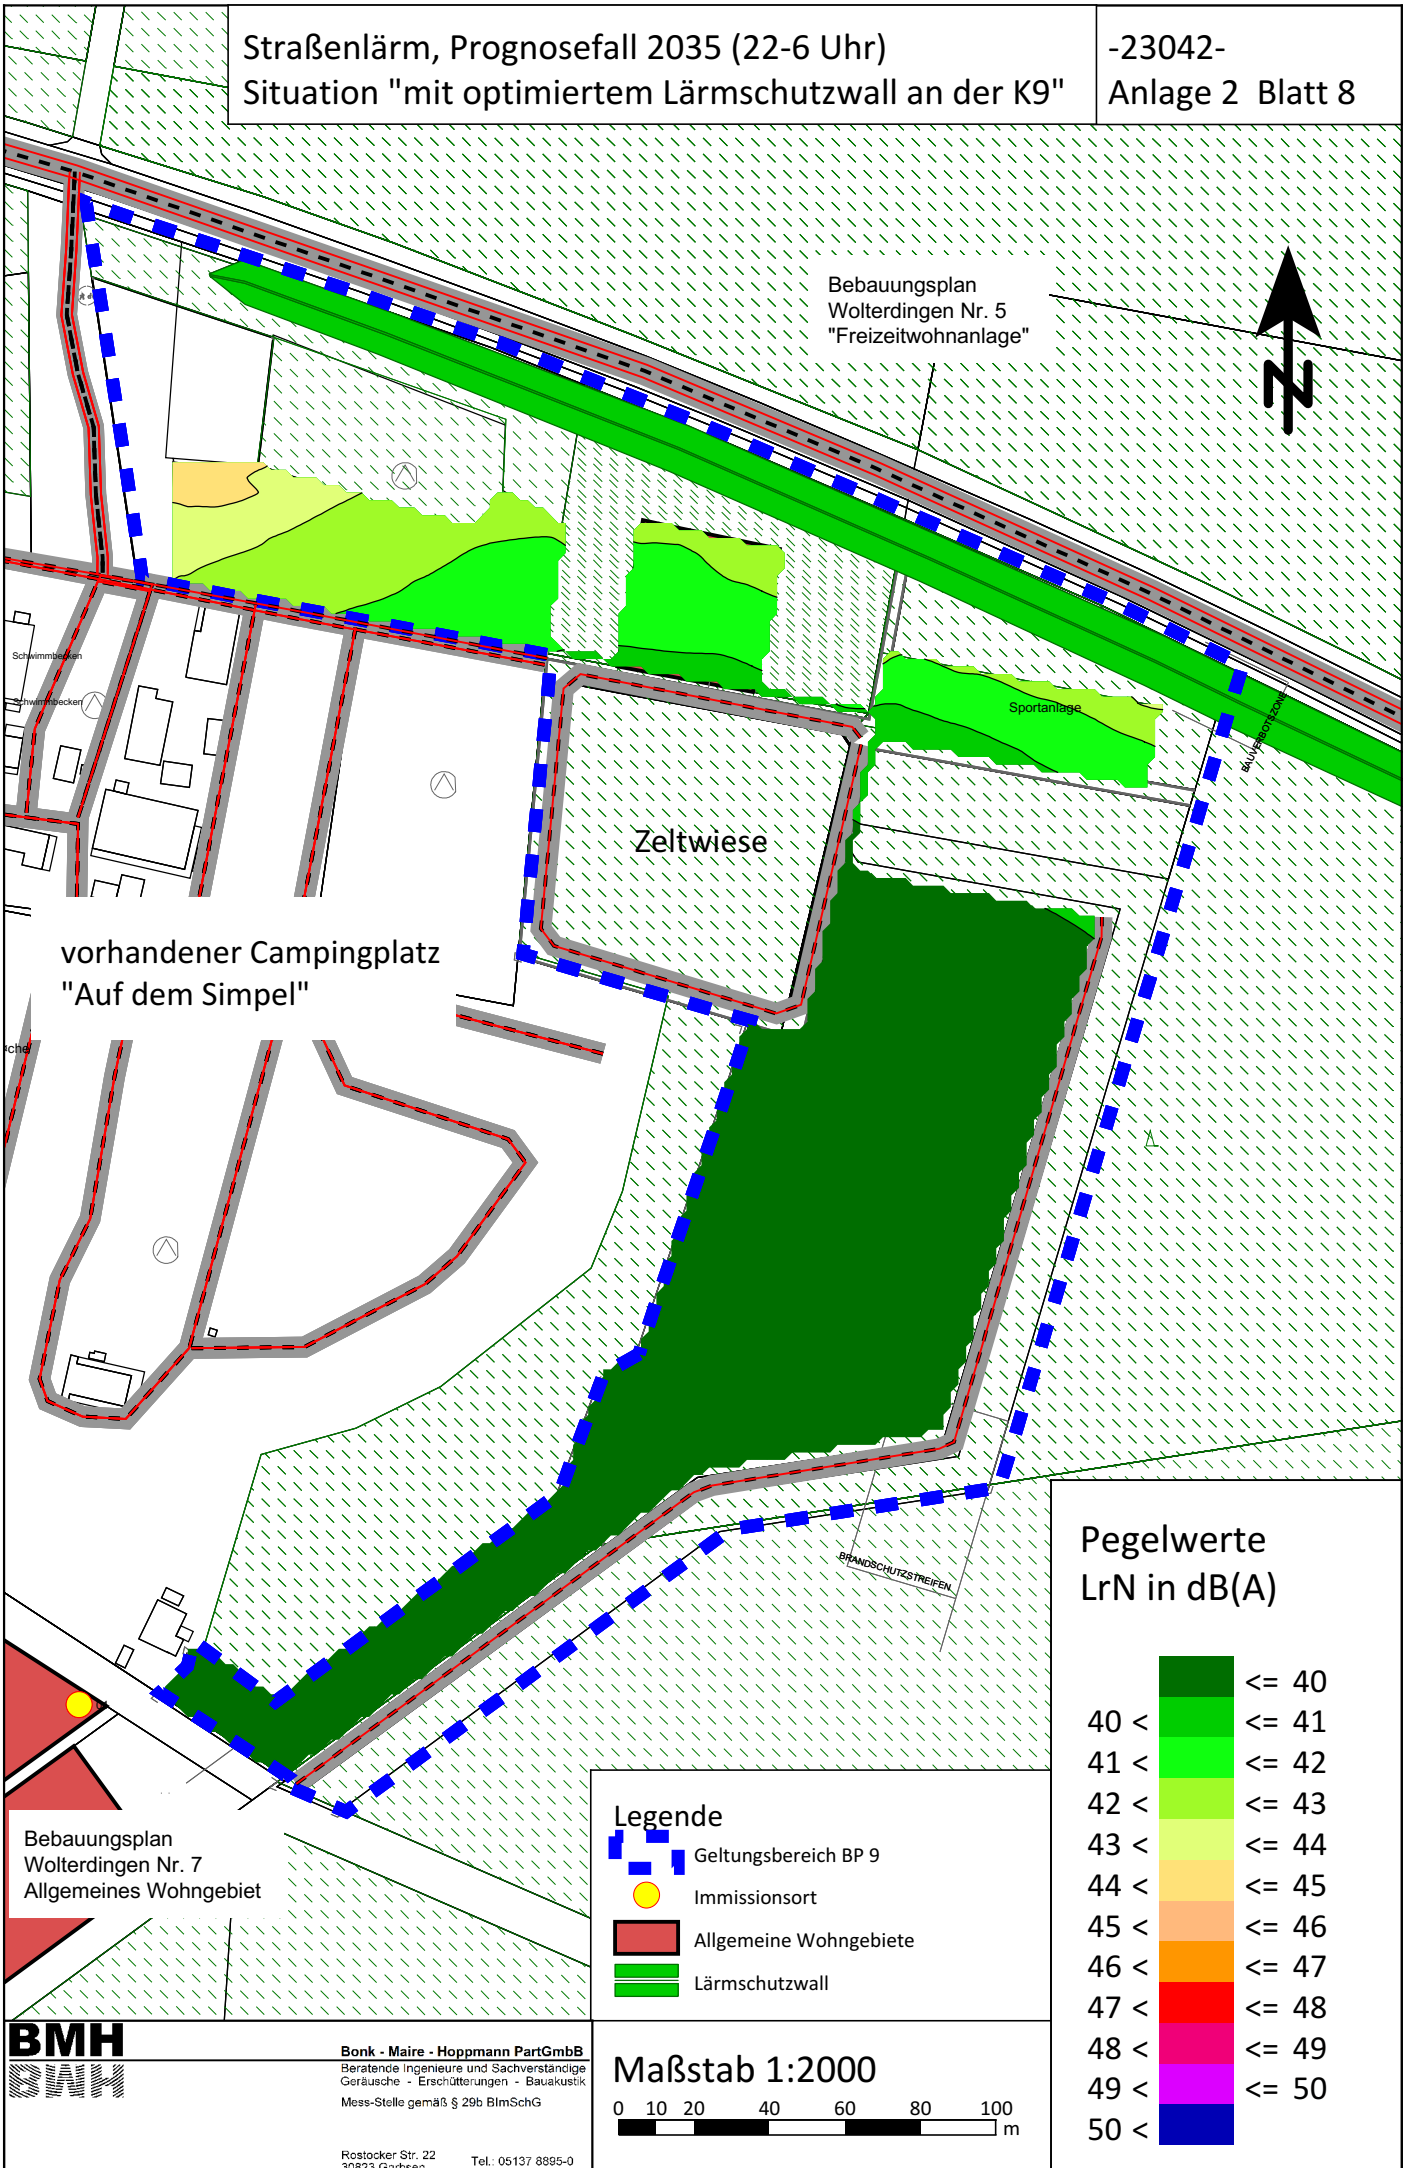 Straßenlärm, Prognosefall 2035 (22-6 Uhr)
Situation "mit optimiertem Lärmschutzwall an der K9"
-23042-
Anlage 2 Blatt 8
Bebauungsplan
Wolterdingen Nr. 5
"Freizeitwohnanlage"
N
Schwimmbecken
Schwimmbecken
Sportanlage
BAUVERBOTSZONE
Zeltwiese
vorhandener Campingplatz
"Auf dem Simpel"
BRANDSCHUTZSTREIFEN
Bebauungsplan
Wolterdingen Nr. 7
Allgemeines Wohngebiet
Legende
Geltungsbereich BP 9
Immissionsort
Allgemeine Wohngebiete
Lärmschutzwall
Pegelwerte
LrN in dB(A)
<= 40
40 < <= 41
41 < <= 42
42 < <= 43
43 < <= 44
44 < <= 45
45 < <= 46
46 < <= 47
47 < <= 48
48 < <= 49
49 < <= 50
50 <
BMH
BMH
Bonk - Maire - Hoppmann PartGmbB
Beratende Ingenieure und Sachverständige
Geräusche - Erschütterungen - Bauakustik
Mess-Stelle gemäß § 29b BImSchG
Rostocker Str. 22
30823 Garbsen
Tel.: 05137 8895-0
Maßstab 1:2000
0 10 20 40 60 80 100
m